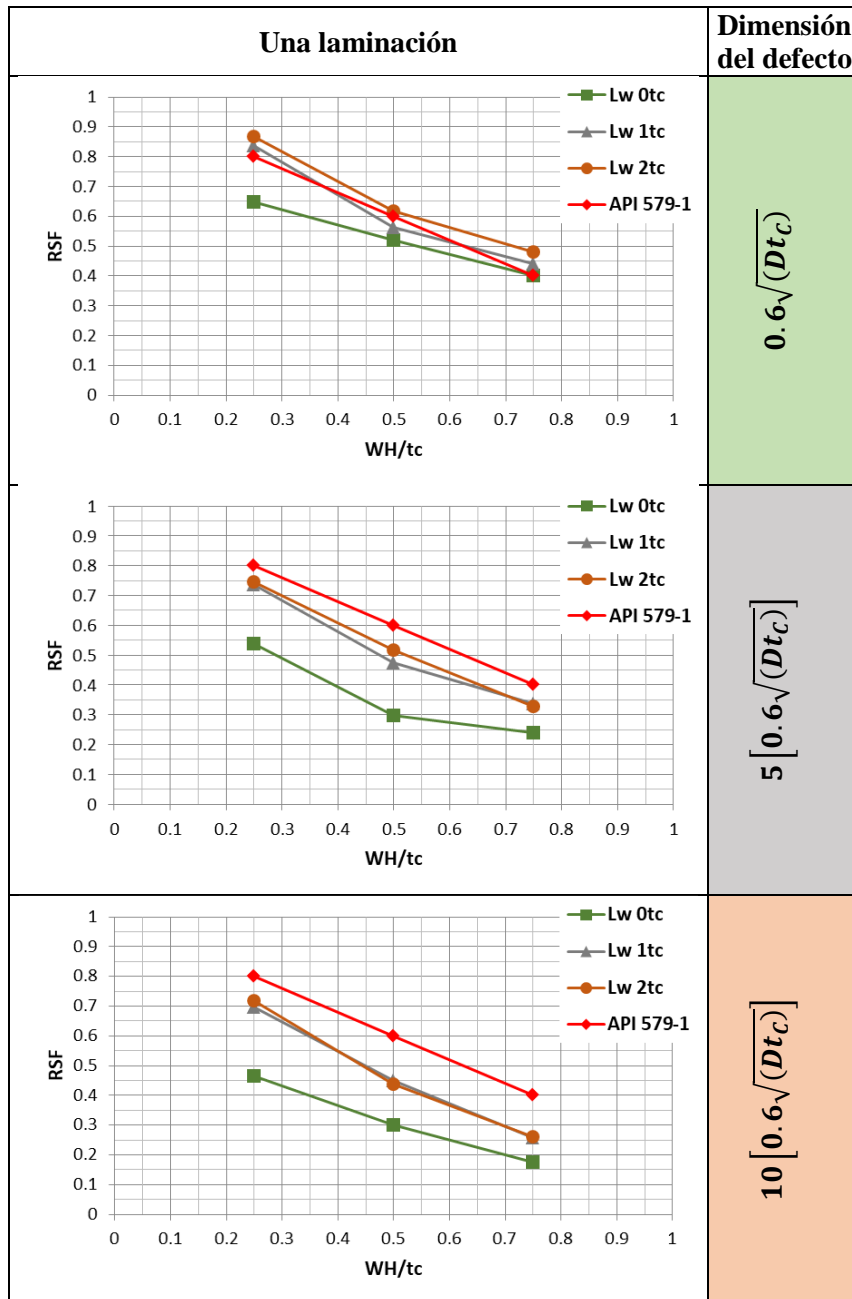 Una laminación
Dimensión
del defecto
1
0.9
0.8
0.7
0.6
0.5
0.4
0.3
0.2
0.1
0
RSF
0 0.1 0.2 0.3 0.4 0.5 0.6 0.7 0.8 0.9 1
WH/tc
Lw 0tc
Lw 1tc
Lw 2tc
API 579-1
0.6√(Dt_C)
1
0.9
0.8
0.7
0.6
0.5
0.4
0.3
0.2
0.1
0
RSF
0 0.1 0.2 0.3 0.4 0.5 0.6 0.7 0.8 0.9 1
WH/tc
Lw 0tc
Lw 1tc
Lw 2tc
API 579-1
5[0.6√(Dt_C)]
1
0.9
0.8
0.7
0.6
0.5
0.4
0.3
0.2
0.1
0
RSF
0 0.1 0.2 0.3 0.4 0.5 0.6 0.7 0.8 0.9 1
WH/tc
Lw 0tc
Lw 1tc
Lw 2tc
API 579-1
10[0.6√(Dt_C)]